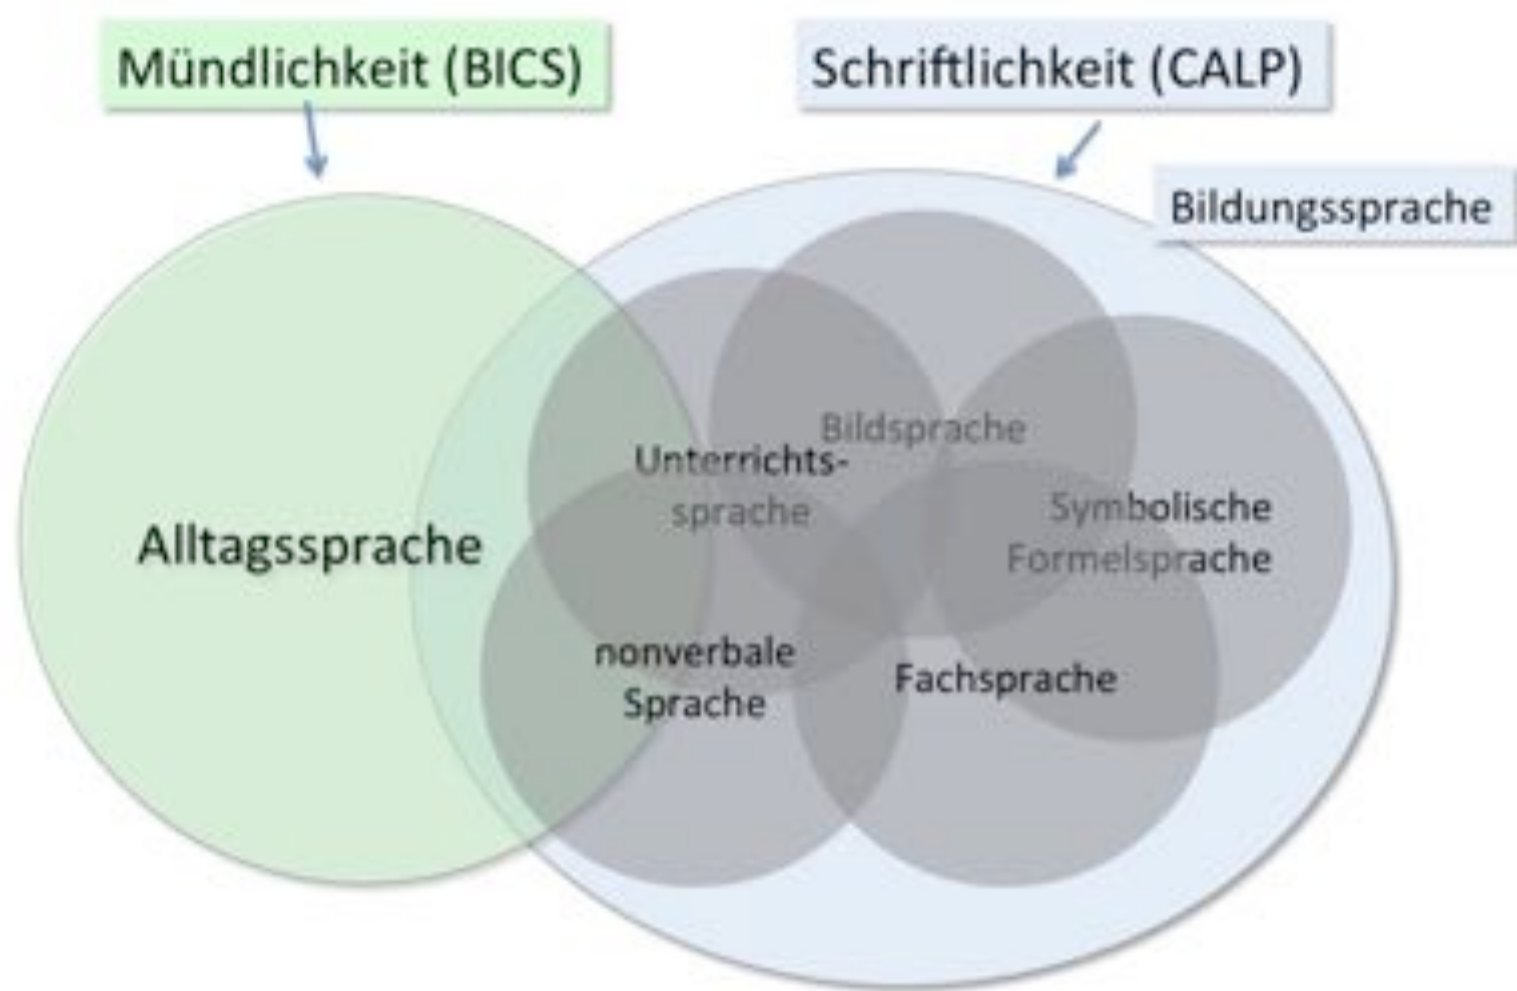 Mündlichkeit (BICS)
Schriftlichkeit (CALP)
Bildungssprache
Alltagssprache
Unterrichts-
sprache
Bildsprache
Symbolische
Formelsprache
nonverbale
Sprache
Fachsprache